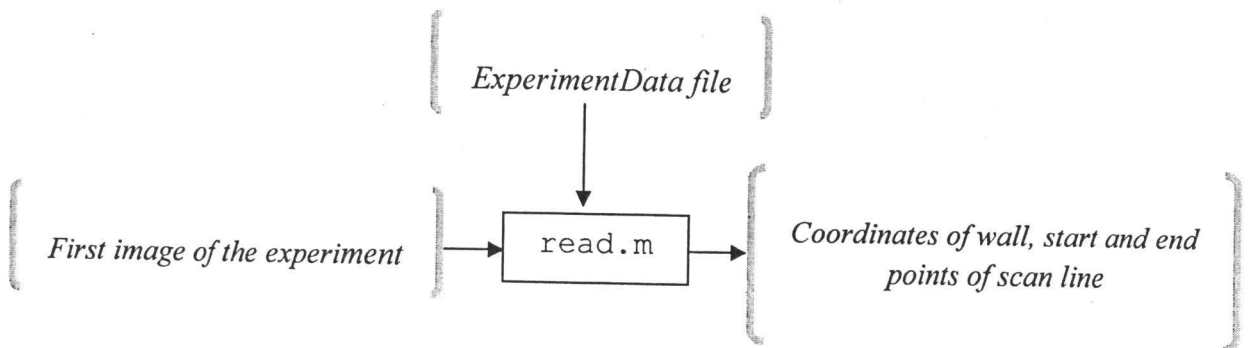 ExperimentData file
First image of the experiment
read.m
Coordinates of wall, start and end
points of scan line